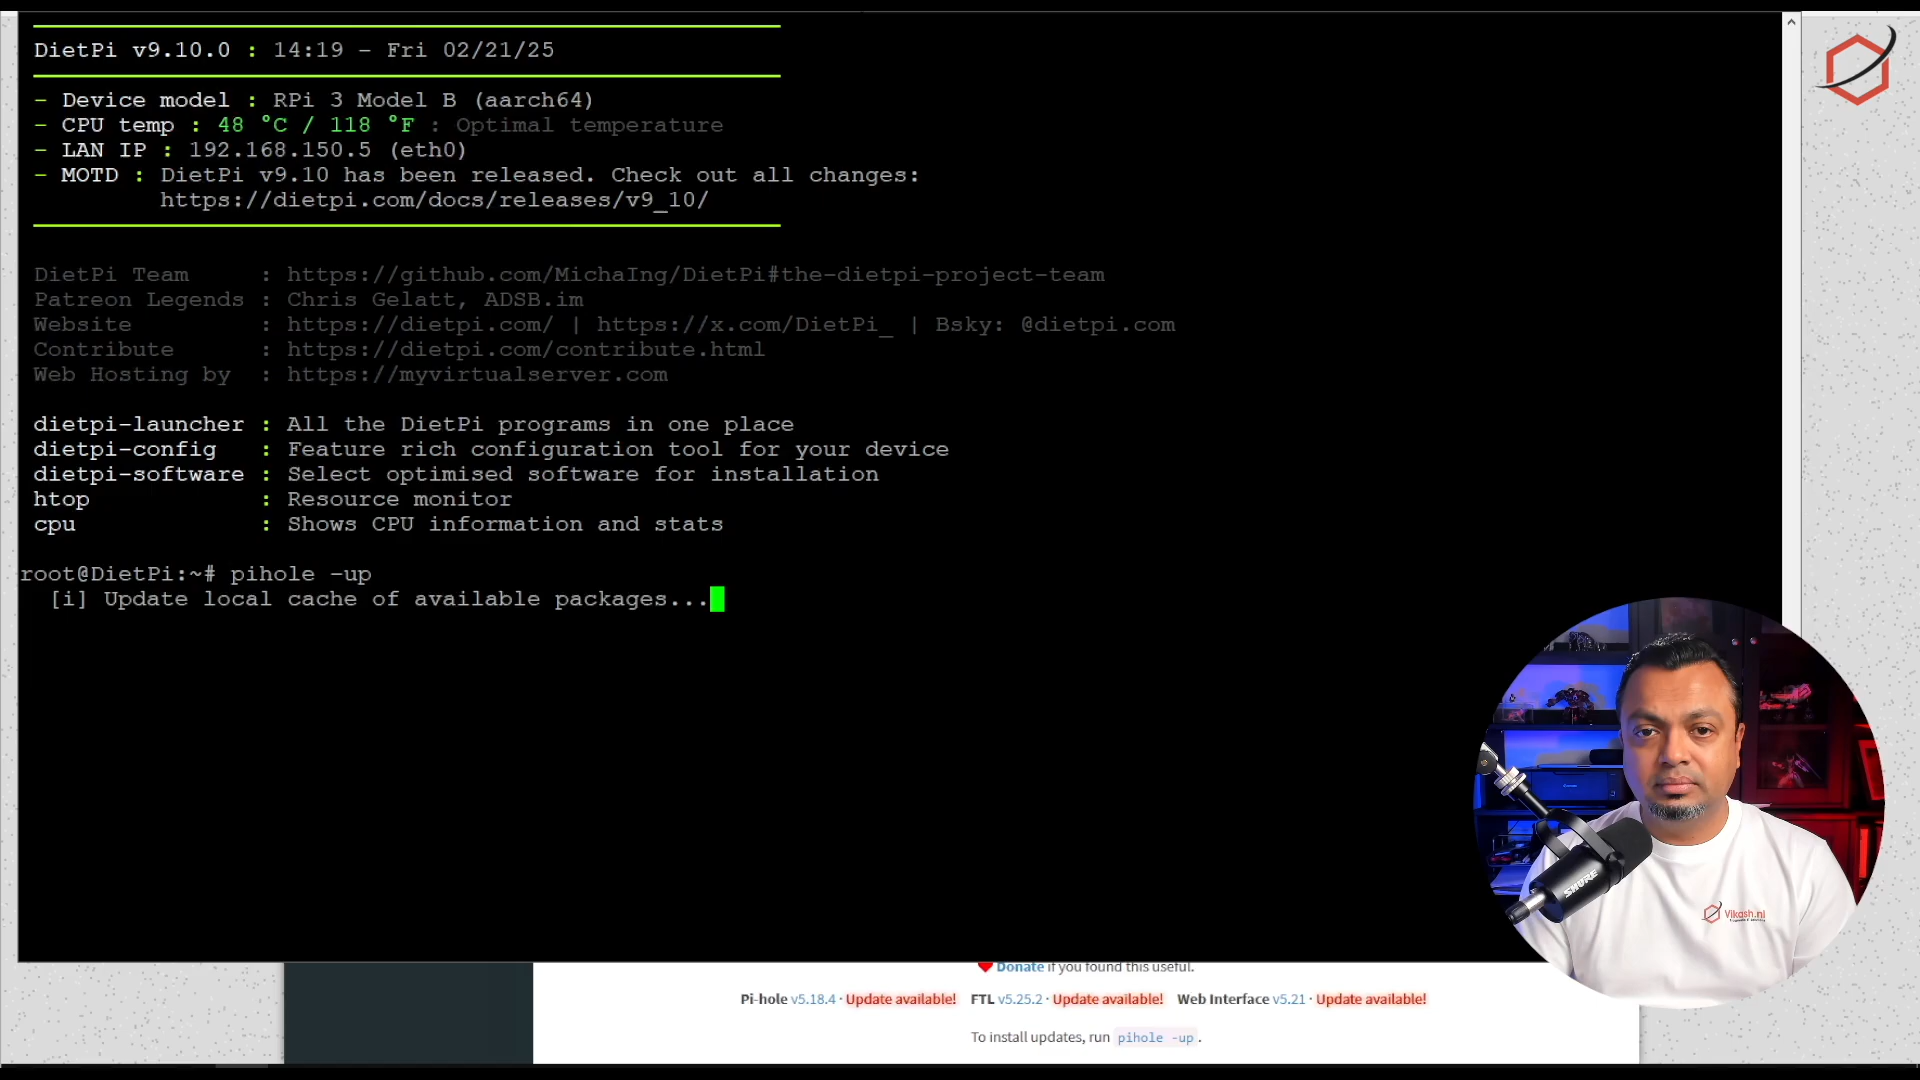 DietPi v9.10.0 : 14:19 - Fri 02/21/25
- Device model : RPi 3 Model B (aarch64)
- CPU temp : 48 °C / 118 °F : Optimal temperature
- LAN IP : 192.168.150.5 (eth0)
- MOTD : DietPi v9.10 has been released. Check out all changes:
https://dietpi.com/docs/releases/v9_10/
DietPi Team : https://github.com/MichaIng/DietPi#the-dietpi-project-team
Patreon Legends : Chris Gelatt, ADSB.im
Website : https://dietpi.com/ | https://x.com/DietPi_ | Bsky: @dietpi.com
Contribute : https://dietpi.com/contribute.html
Web Hosting by : https://myvirtualserver.com
dietpi-launcher : All the DietPi programs in one place
dietpi-config : Feature rich configuration tool for your device
dietpi-software : Select optimised software for installation
htop : Resource monitor
cpu : Shows CPU information and stats
root@DietPi:~# pihole -up
[i] Update local cache of available packages...
SHURE
Vikash.nl
Donate if you found this useful.
Pi-hole v5.18.4 · Update available! FTL v5.25.2 · Update available! Web Interface v5.21 · Update available!
To install updates, run pihole -up.